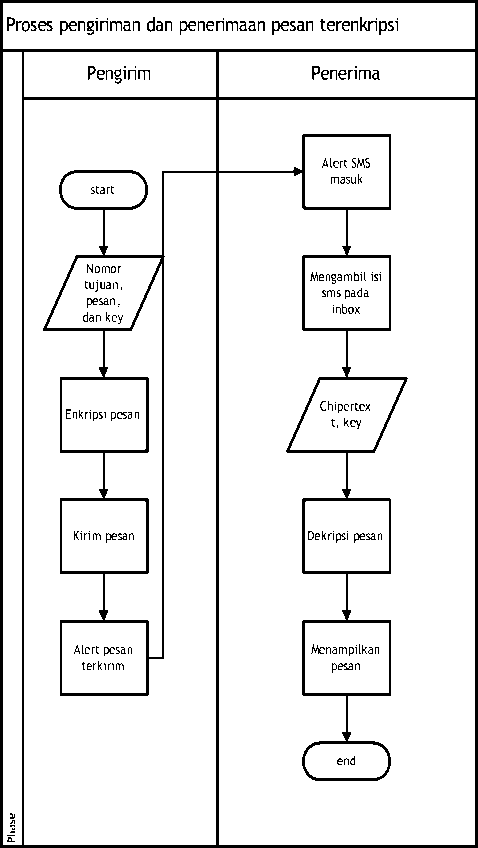 Proses pengiriman dan penerimaan pesan terenkripsi
Pengirim
Penerima
start
Nomor
tujuan,
pesan,
dan key
Enkripsi pesan
Kirim pesan
Alert pesan
terkirim
Alert SMS
masuk
Mengambil isi
sms pada
inbox
Chipertex
t, key
Dekripsi pesan
Menampilkan
pesan
end
Phase